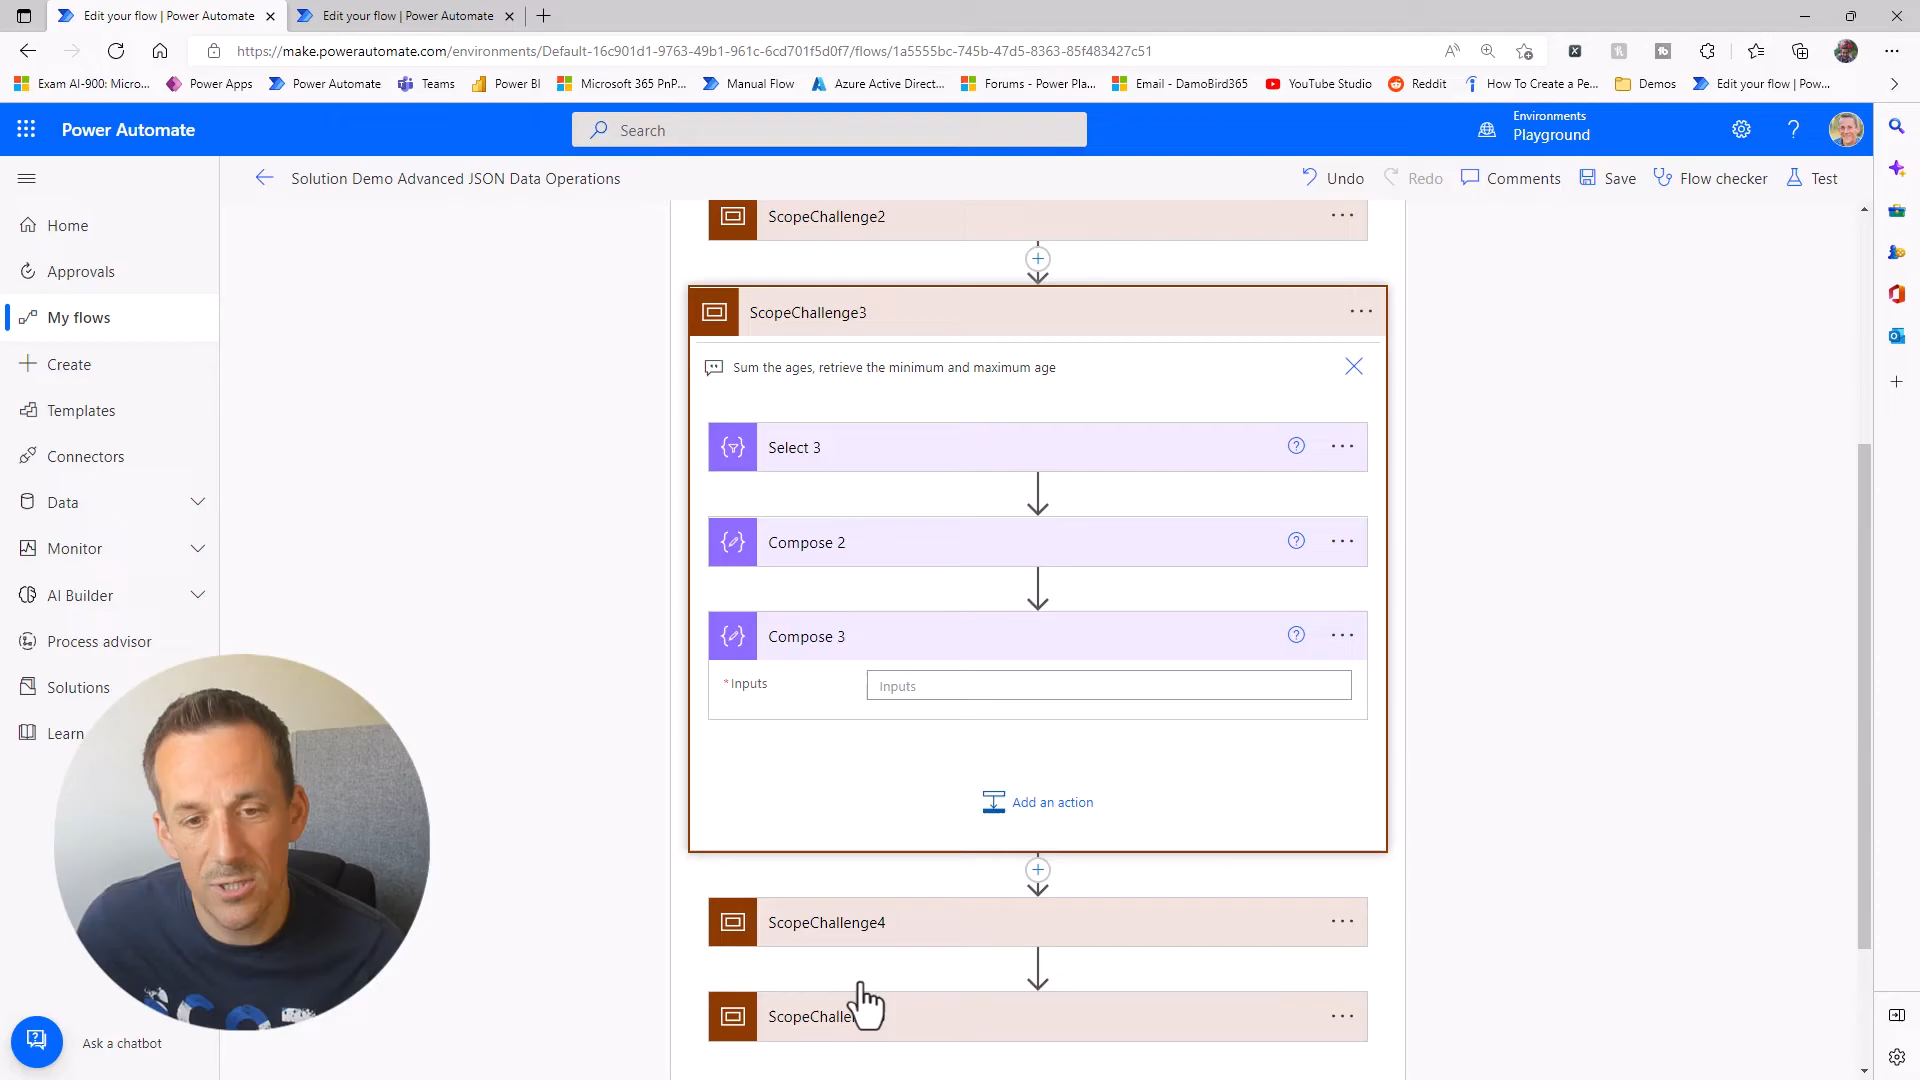 Edit your flow | Power Automate
Edit your flow | Power Automate
https://make.powerautomate.com/environments/Default-16c901d1-9763-49b1-961c-6cd701f5d0f7/flows/1a5555bc-745b-47d5-8363-85f483427c51
Exam AI-900: Micro...
Power Apps
Power Automate
Teams
Power BI
Microsoft 365 PnP...
Manual Flow
Azure Active Direct...
Forums - Power Pla...
Email - DamoBird365
YouTube Studio
Reddit
How To Create a Pe...
Demos
Edit your flow | Pow...
Power Automate
Search
Environments
Playground
Solution Demo Advanced JSON Data Operations
Undo
Redo
Comments
Save
Flow checker
Test
Home
Approvals
My flows
Create
Templates
Connectors
Data
Monitor
AI Builder
Process advisor
Solutions
Learn
Ask a chatbot
ScopeChallenge2
ScopeChallenge3
Sum the ages, retrieve the minimum and maximum age
Select 3
Compose 2
Compose 3
*Inputs
Inputs
Add an action
ScopeChallenge4